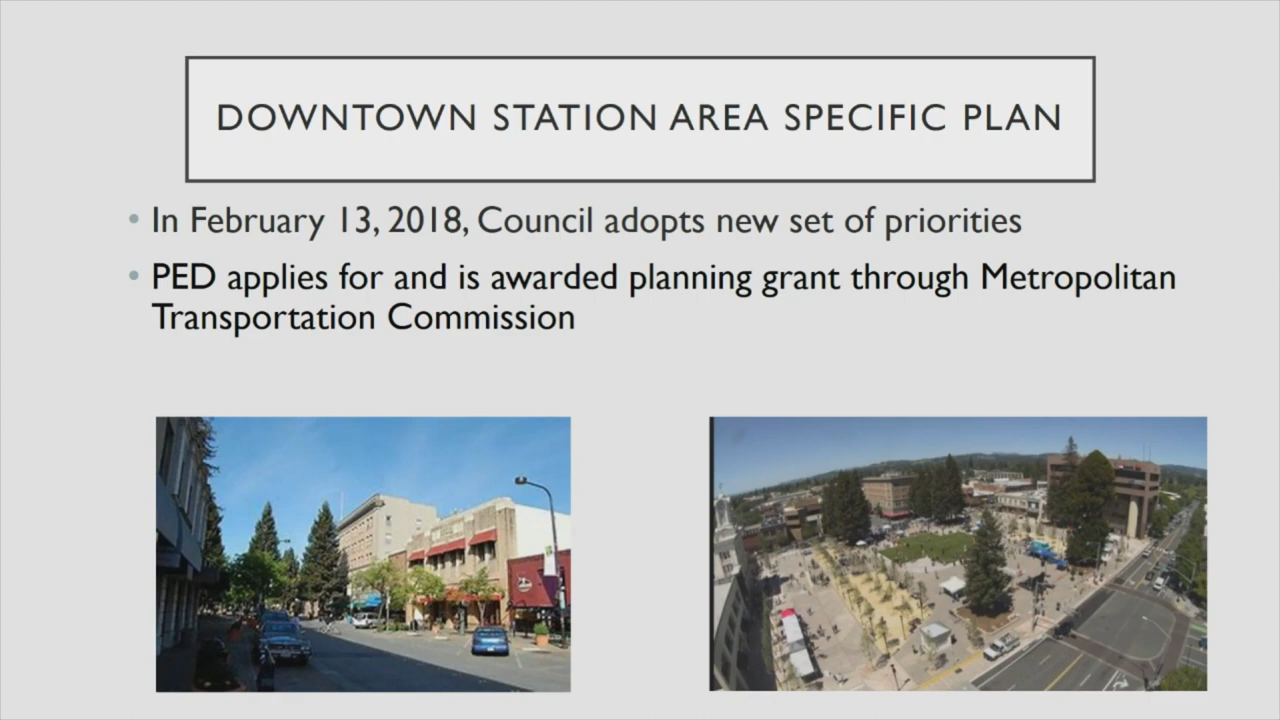 DOWNTOWN STATION AREA SPECIFIC PLAN
• In February 13, 2018, Council adopts new set of priorities
• PED applies for and is awarded planning grant through Metropolitan
Transportation Commission